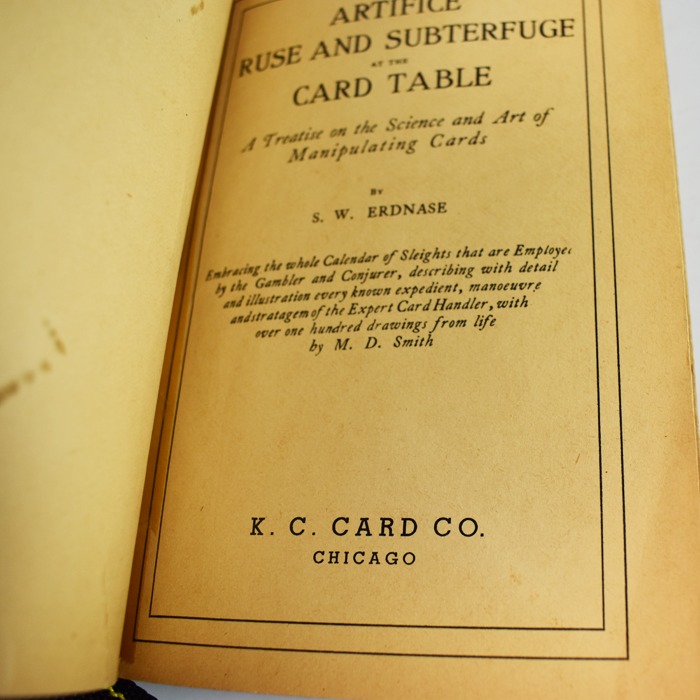 ARTIFICE
RUSE AND SUBTERFUGE
AT THE
CARD TABLE
A Treatise on the Science and Art of
Manipulating Cards
BY
S. W. ERDNASE
Embracing the whole Calendar of Sleights that are Employed
by the Gambler and Conjurer, describing with detail
and illustration every known expedient, manoeuvre
and stratagem of the Expert Card Handler, with
over one hundred drawings from life
by M. D. Smith
K. C. CARD CO.
CHICAGO